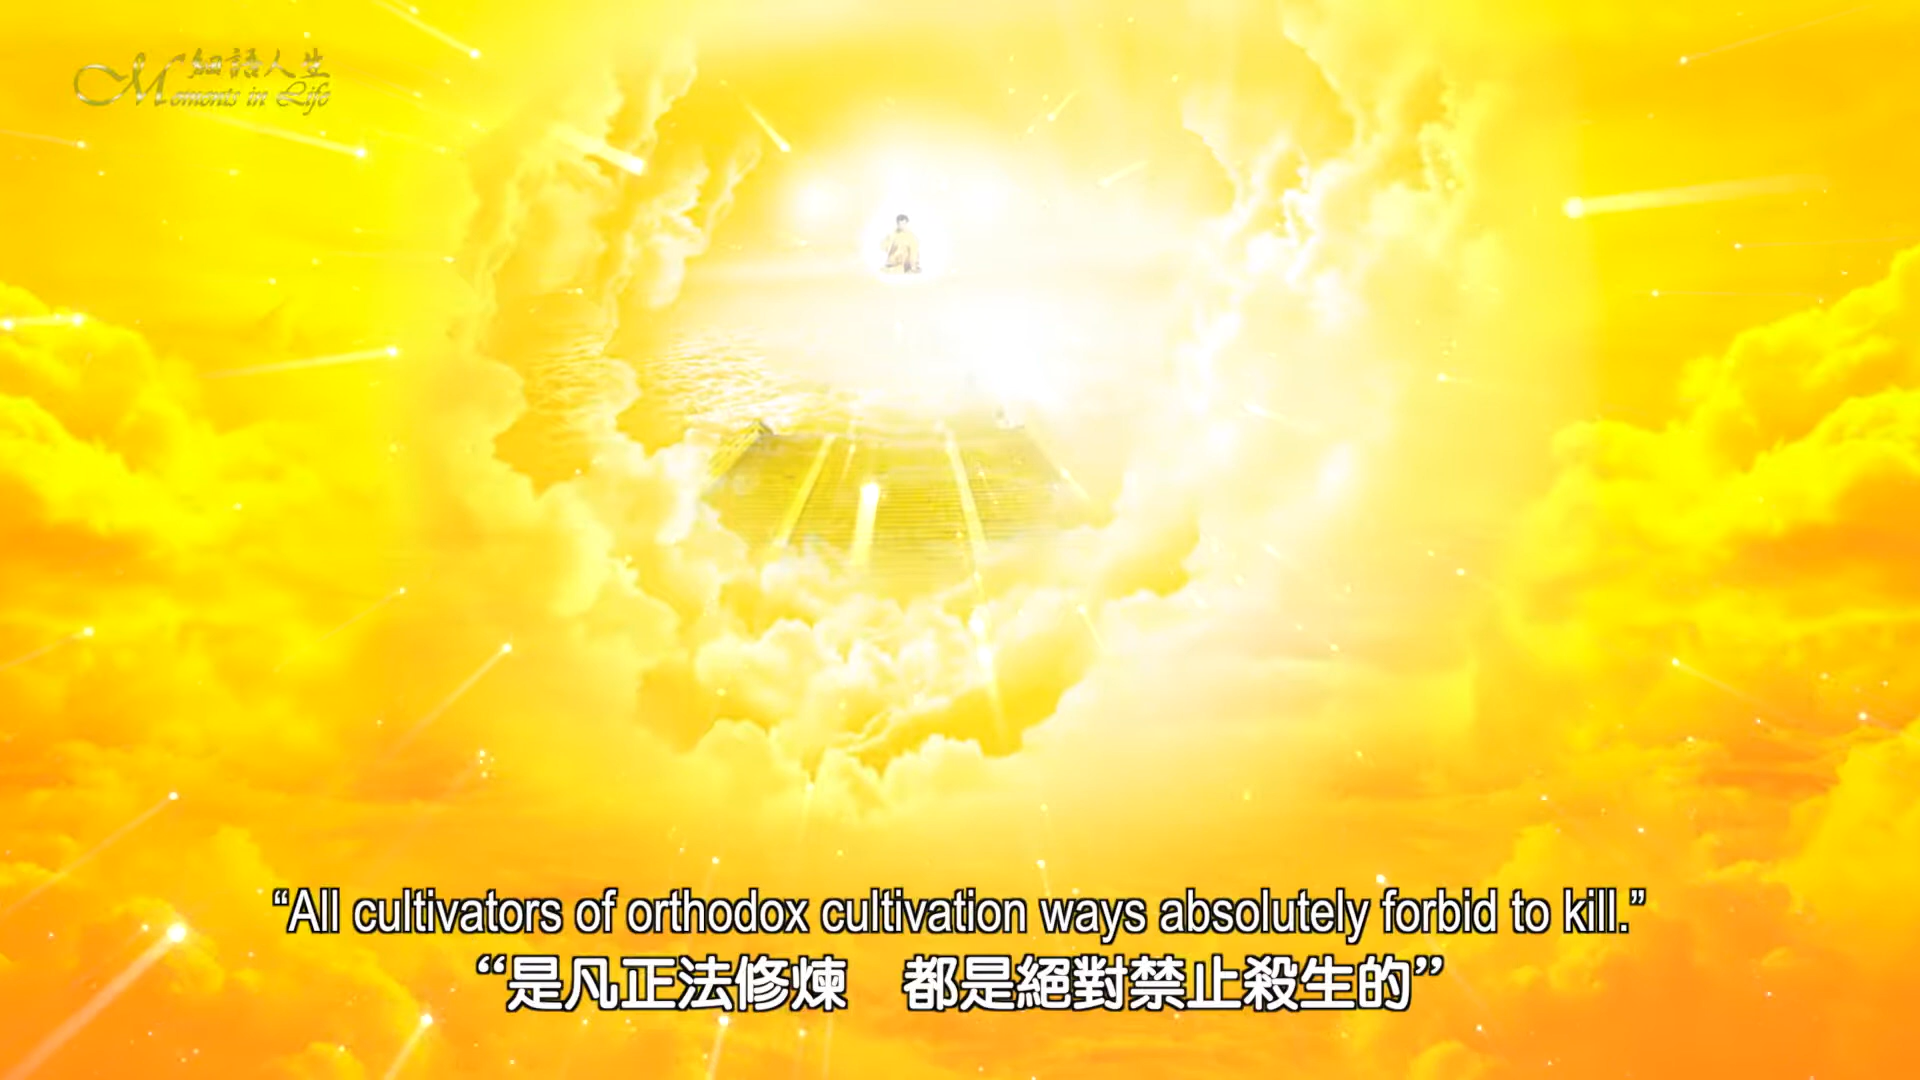 細語人生
Moments in Life
“All cultivators of orthodox cultivation ways absolutely forbid to kill.”
“是凡正法修煉　都是絕對禁止殺生的”